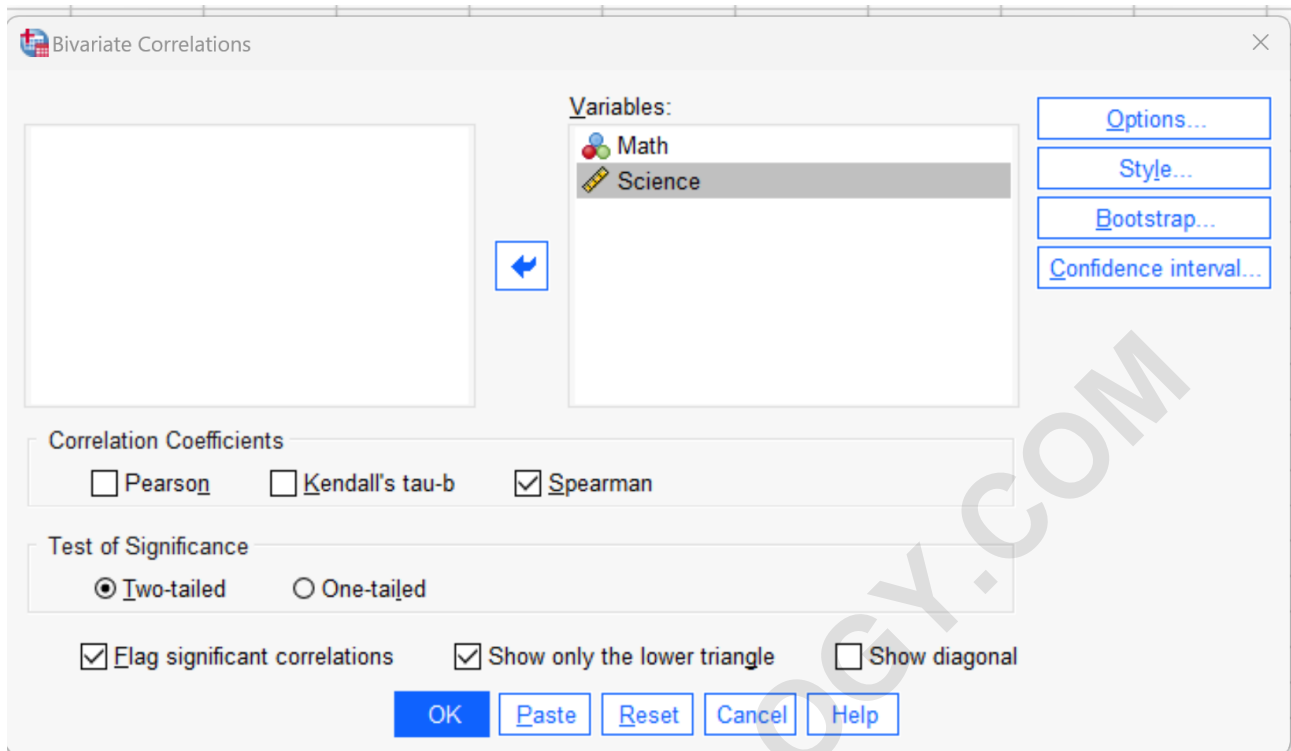 Bivariate Correlations
Variables:
Math
Science
Options...
Style...
Bootstrap...
Confidence interval...
Correlation Coefficients
Pearson Kendall's tau-b Spearman
Test of Significance
Two-tailed One-tailed
Flag significant correlations Show only the lower triangle Show diagonal
OK Paste Reset Cancel Help
OGY.COM